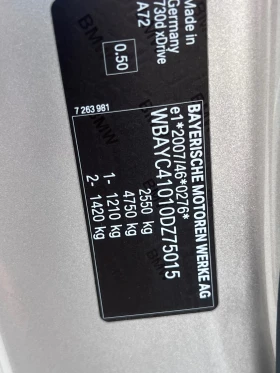 BAYERISCHE MOTOREN WERKE AG
e1*2007/46*0276*
WBAYC41010DZ75015
2550 kg
4750 kg
1- 1210 kg
2- 1420 kg
7 263 981
0.50
Made in
Germany
730d xDrive
A72